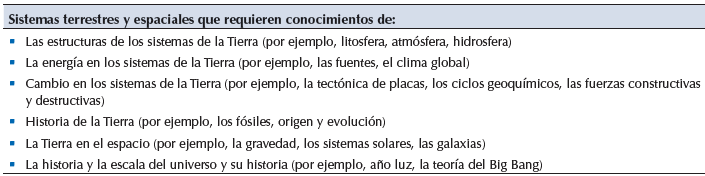 Sistemas terrestres y espaciales que requieren conocimientos de:
▪ Las estructuras de los sistemas de la Tierra (por ejemplo, litosfera, atmósfera, hidrosfera)
▪ La energía en los sistemas de la Tierra (por ejemplo, las fuentes, el clima global)
▪ Cambio en los sistemas de la Tierra (por ejemplo, la tectónica de placas, los ciclos geoquímicos, las fuerzas constructivas
y destructivas)
▪ Historia de la Tierra (por ejemplo, los fósiles, origen y evolución)
▪ La Tierra en el espacio (por ejemplo, la gravedad, los sistemas solares, las galaxias)
▪ La historia y la escala del universo y su historia (por ejemplo, año luz, la teoría del Big Bang)